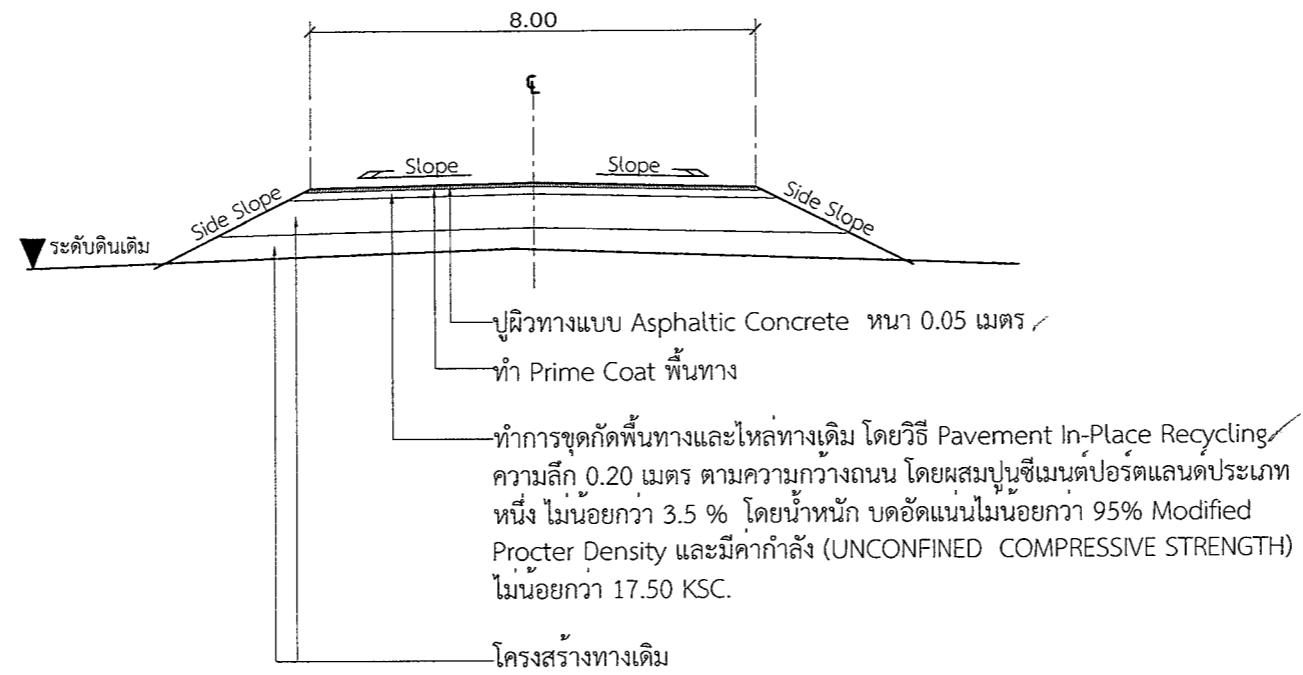 8.00
℄
Slope Slope
Side Slope Side Slope
ระดับดินเดิม
ปูผิวทางแบบ Asphaltic Concrete หนา 0.05 เมตร
ทำ Prime Coat พื้นทาง
ทำการขุดกัดพื้นทางและไหล่ทางเดิม โดยวิธี Pavement In-Place Recycling
ความลึก 0.20 เมตร ตามความกว้างถนน โดยผสมปูนซีเมนต์ปอร์ตแลนด์ประเภท
หนึ่ง ไม่น้อยกว่า 3.5 % โดยน้ำหนัก บดอัดแน่นไม่น้อยกว่า 95% Modified
Procter Density และมีค่ากำลัง (UNCONFINED COMPRESSIVE STRENGTH)
ไม่น้อยกว่า 17.50 KSC.
โครงสร้างทางเดิม